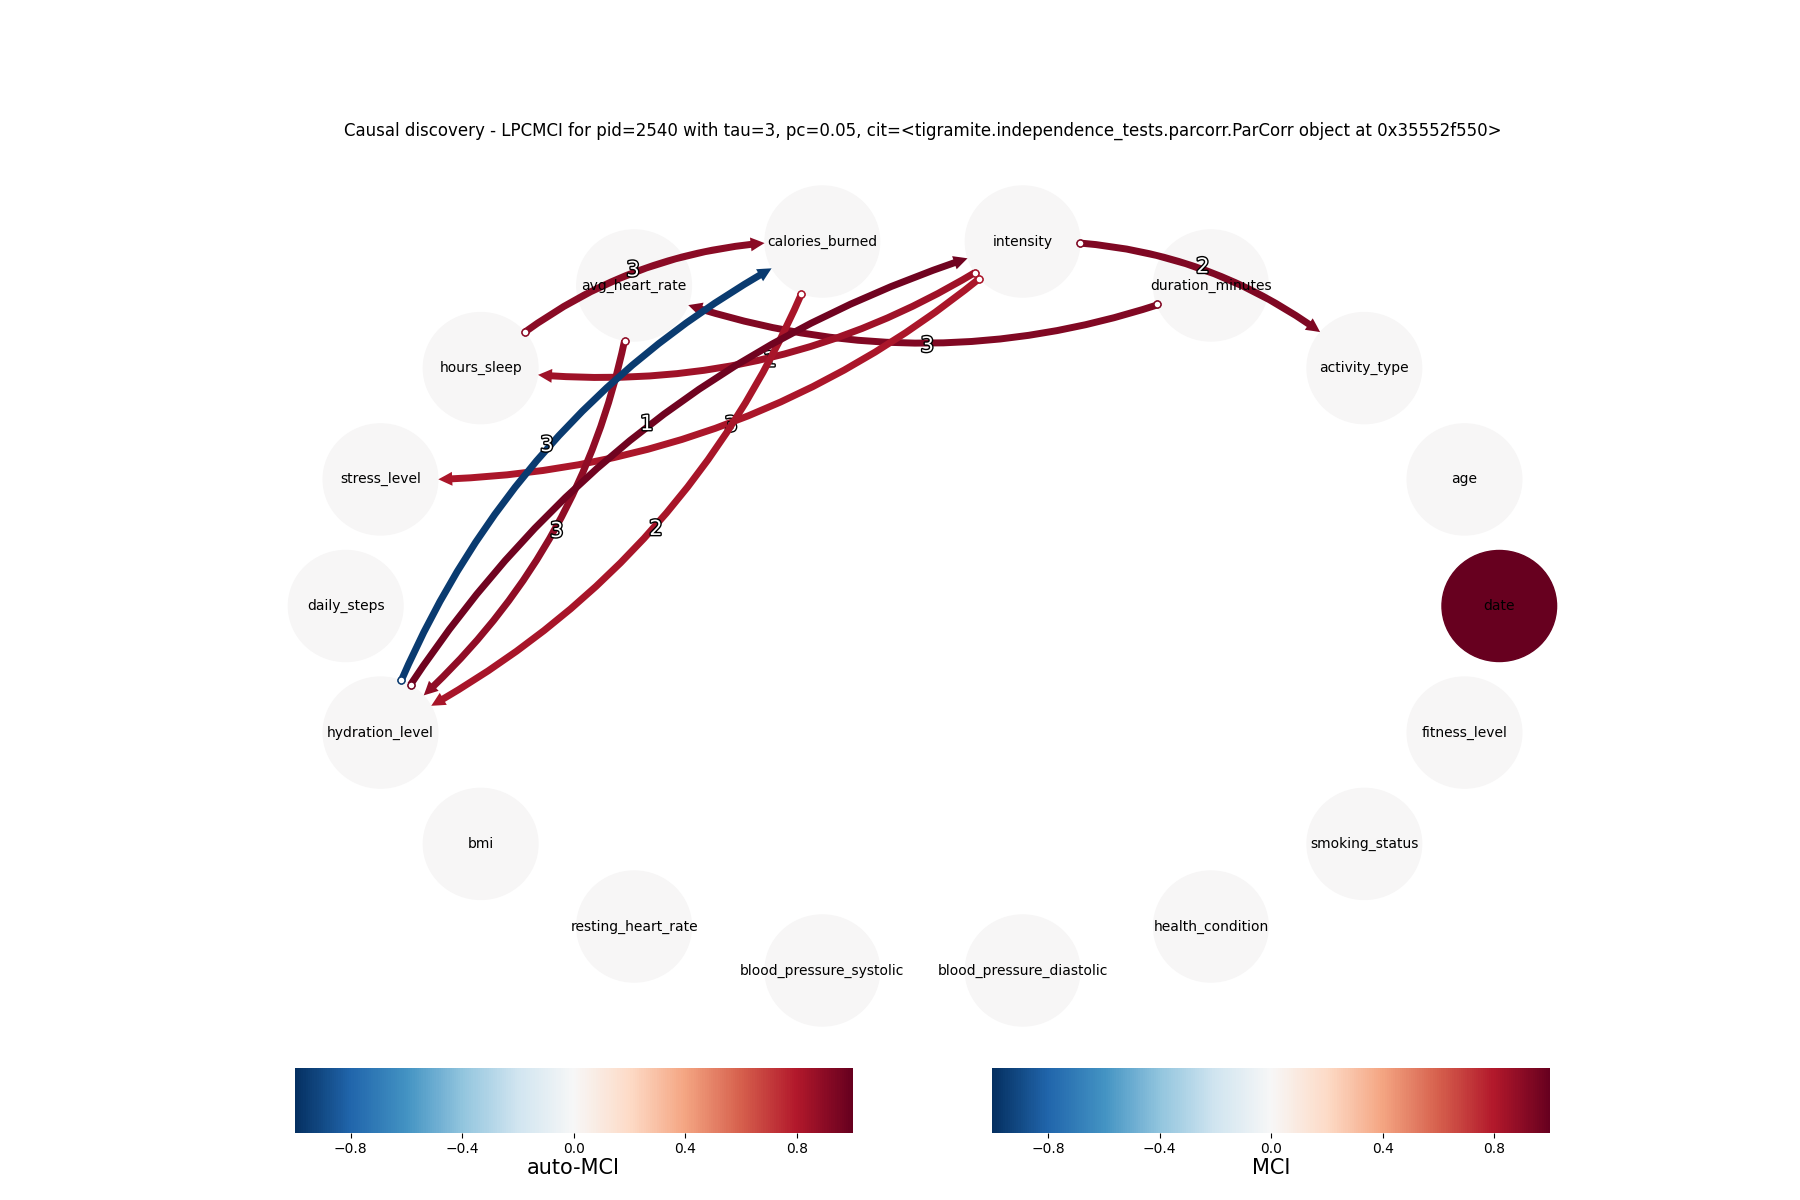 Causal discovery - LPCMCI for pid=2540 with tau=3, pc=0.05, cit=<tigramite.independence_tests.parcorr.ParCorr object at 0x35552f550>
calories_burned
intensity
3
2
avg_heart_rate
duration_minutes
3
hours_sleep
activity_type
1
3
3
stress_level
age
3
2
daily_steps
date
hydration_level
fitness_level
bmi
smoking_status
resting_heart_rate
health_condition
blood_pressure_systolic
blood_pressure_diastolic
−0.8 −0.4 0.0 0.4 0.8
auto-MCI
−0.8 −0.4 0.0 0.4 0.8
MCI